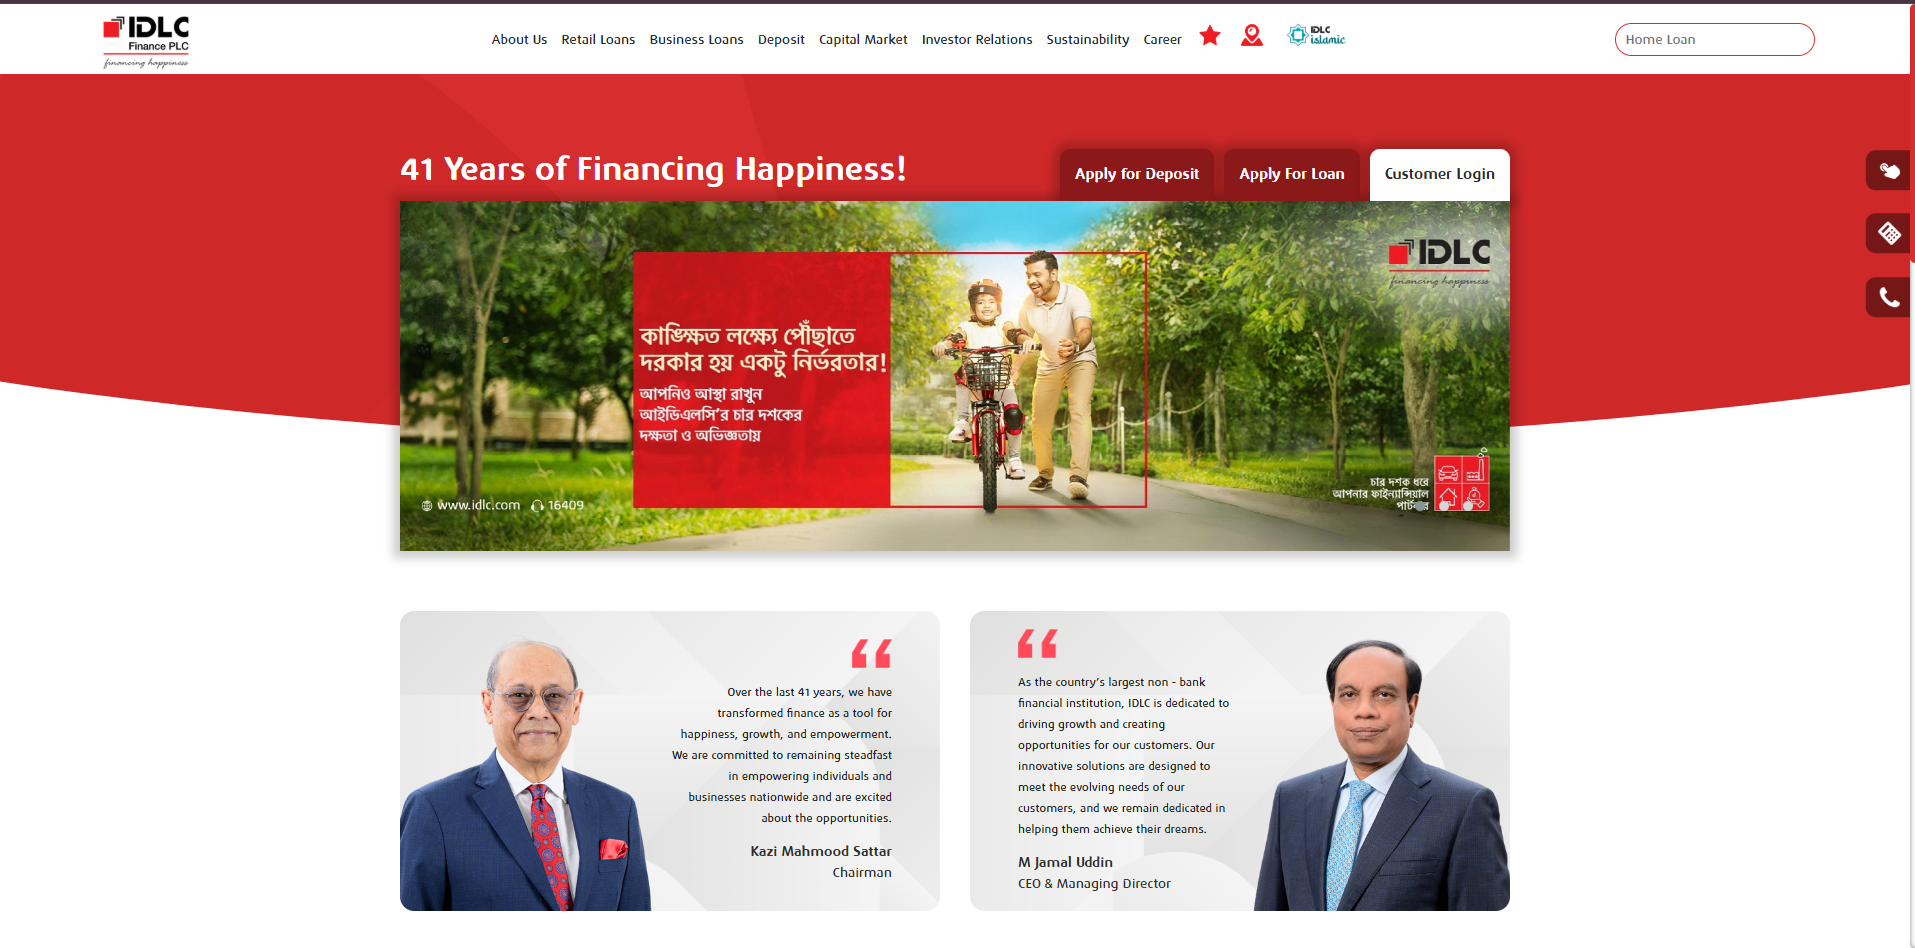 IDLC
Finance PLC
financing happiness
About Us Retail Loans Business Loans Deposit Capital Market Investor Relations Sustainability Career
IDLC
islamic
Home Loan
41 Years of Financing Happiness!
Apply for Deposit
Apply For Loan
Customer Login
IDLC
financing happiness
কাঙ্ক্ষিত লক্ষ্যে পৌঁছাতে
দরকার হয় একটু নির্ভরতার!
আপনিও আস্থা রাখুন
আইডিএলসি’র চার দশকের
দক্ষতা ও অভিজ্ঞতায়
www.idlc.com 16409
চার দশক ধরে
আপনার ফাইন্যান্সিয়াল
Over the last 41 years, we have
transformed finance as a tool for
happiness, growth, and empowerment.
We are committed to remaining steadfast
in empowering individuals and
businesses nationwide and are excited
about the opportunities.
Kazi Mahmood Sattar
Chairman
As the country’s largest non - bank
financial institution, IDLC is dedicated to
driving growth and creating
opportunities for our customers. Our
innovative solutions are designed to
meet the evolving needs of our
customers, and we remain dedicated in
helping them achieve their dreams.
M Jamal Uddin
CEO & Managing Director